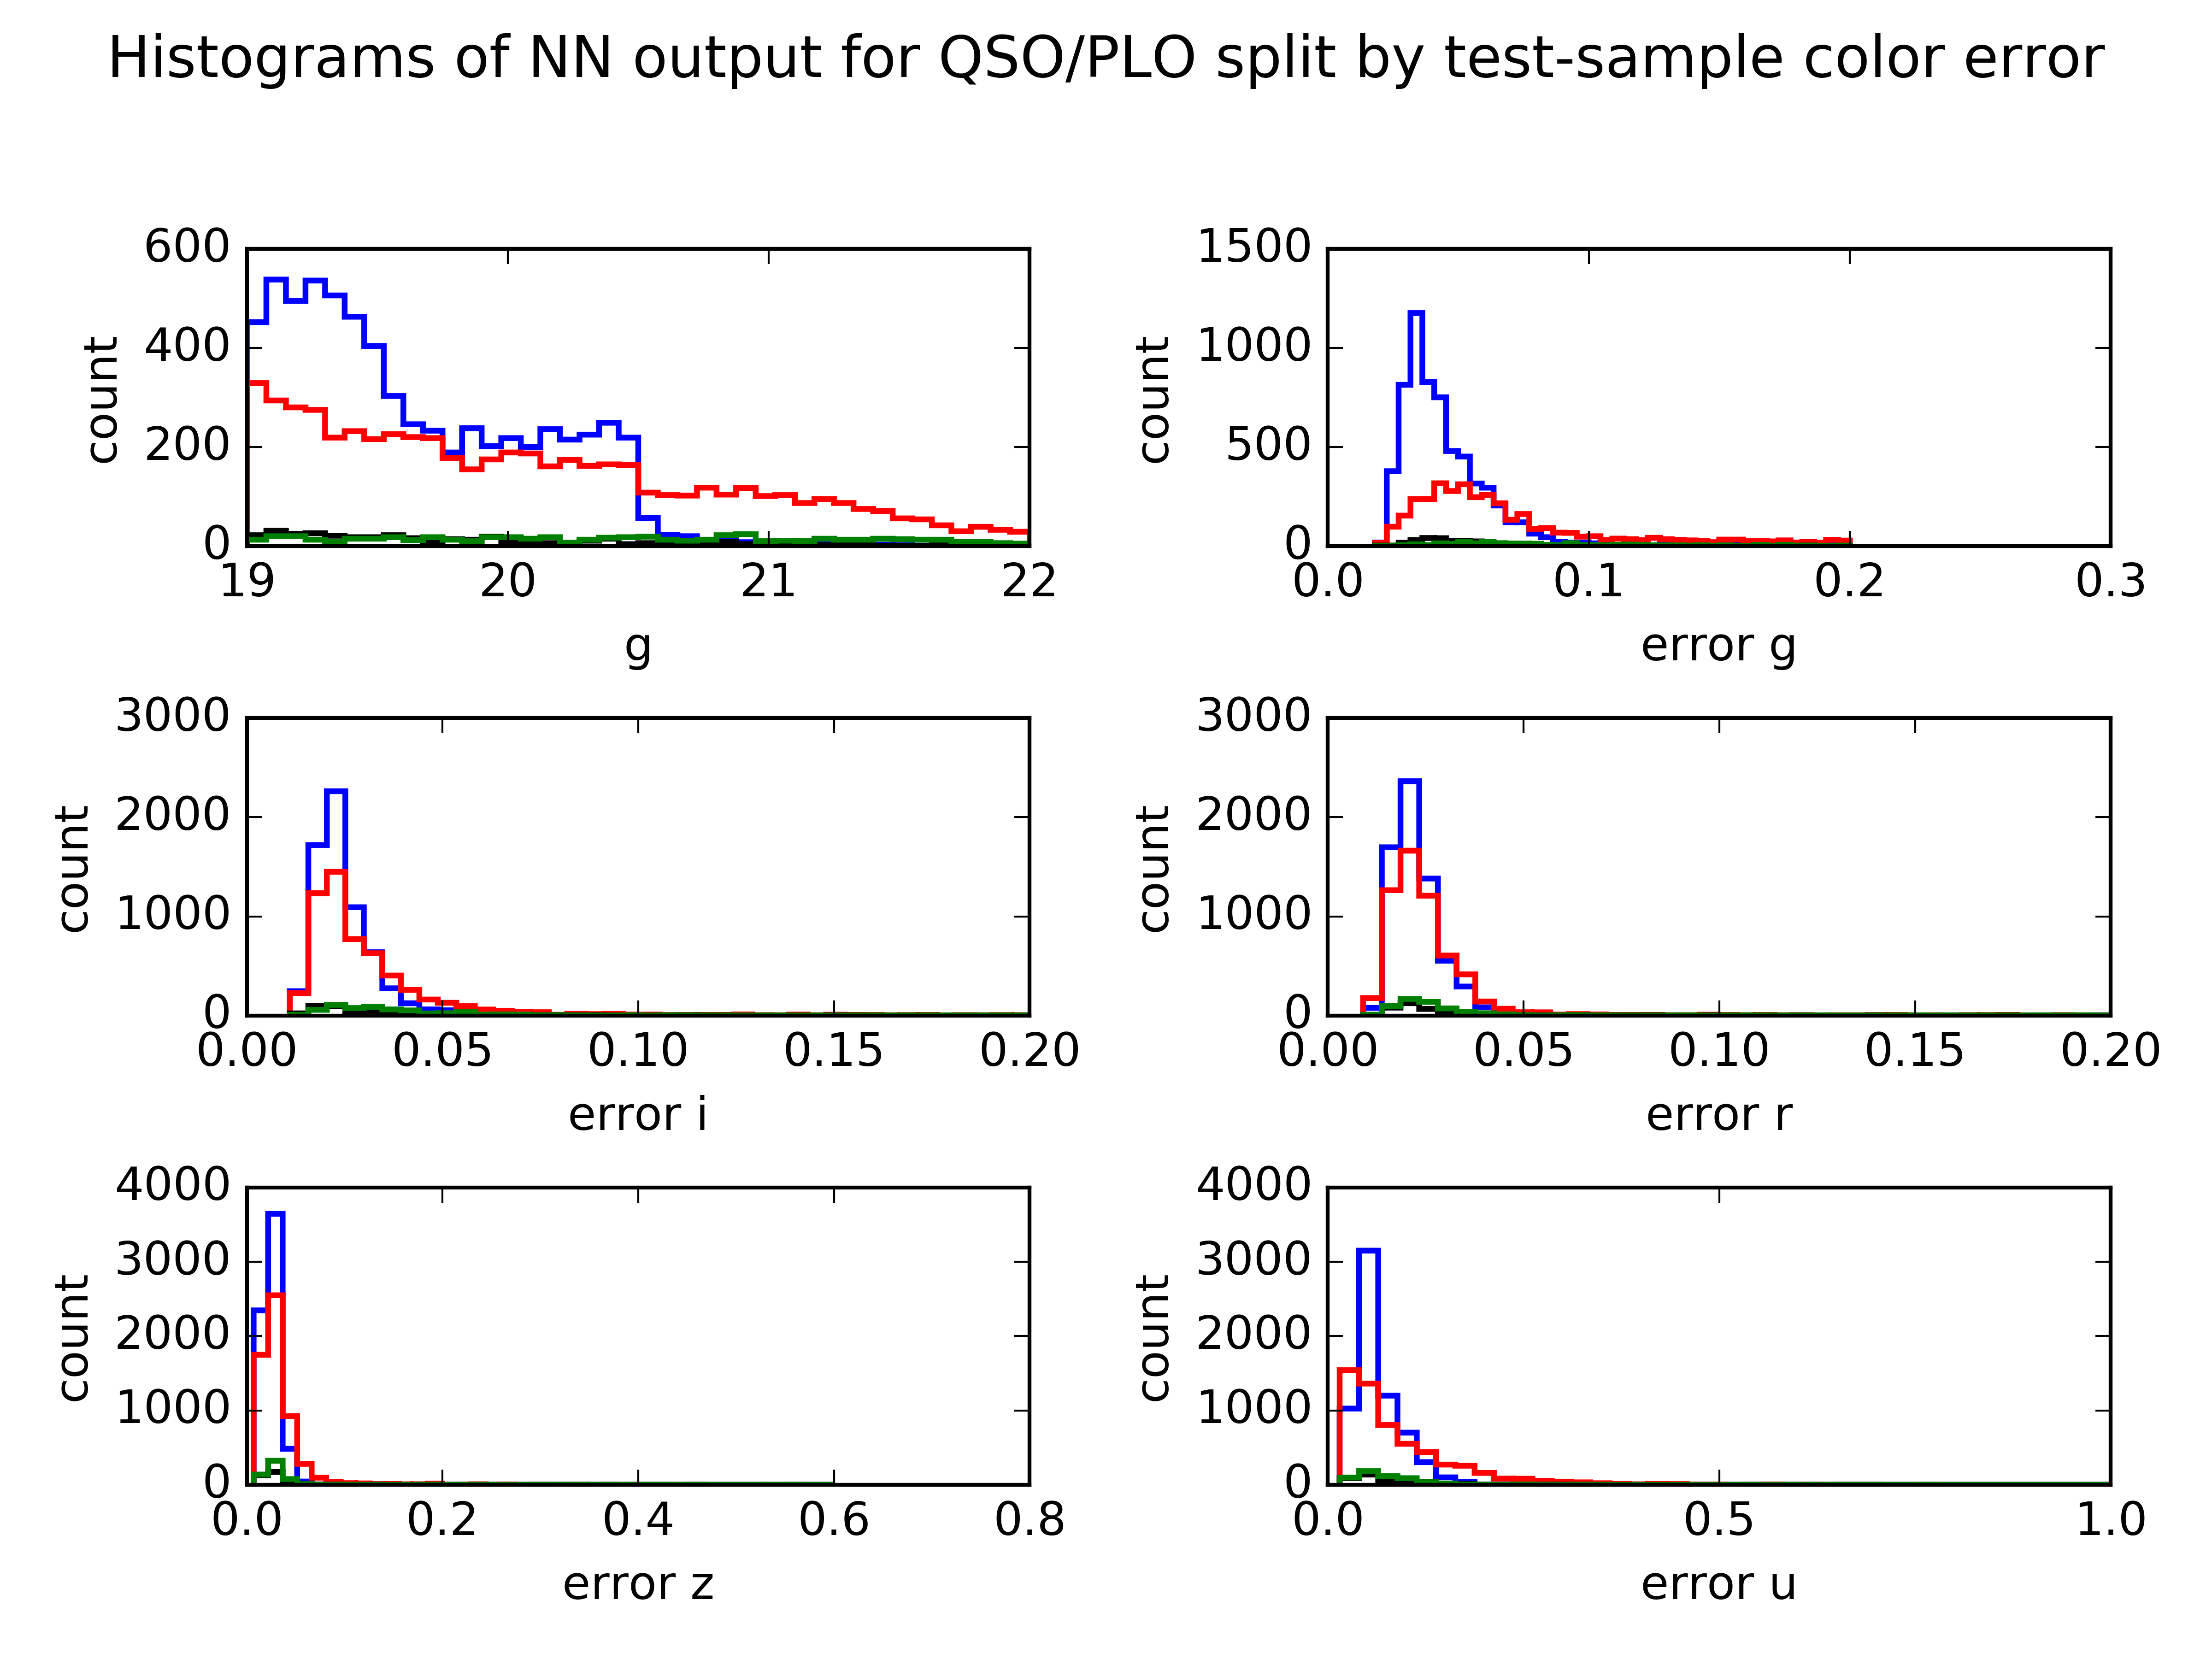 Histograms of NN output for QSO/PLO split by test-sample color error
600
400
200
0
count
19 20 21 22
g
1500
1000
500
0
count
0.0 0.1 0.2 0.3
error g
3000
2000
1000
0
count
0.00 0.05 0.10 0.15 0.20
error i
3000
2000
1000
0
count
0.00 0.05 0.10 0.15 0.20
error r
4000
3000
2000
1000
0
count
0.0 0.2 0.4 0.6 0.8
error z
4000
3000
2000
1000
0
count
0.0 0.5 1.0
error u